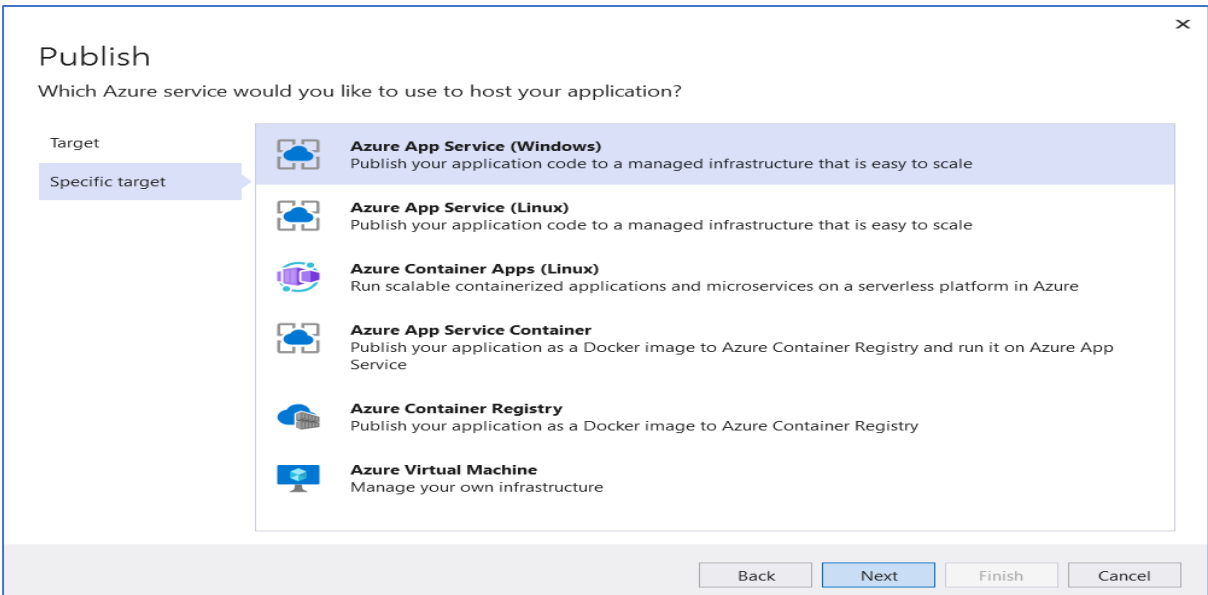 Publish
Which Azure service would you like to use to host your application?
Target
Specific target
Azure App Service (Windows)
Publish your application code to a managed infrastructure that is easy to scale
Azure App Service (Linux)
Publish your application code to a managed infrastructure that is easy to scale
Azure Container Apps (Linux)
Run scalable containerized applications and microservices on a serverless platform in Azure
Azure App Service Container
Publish your application as a Docker image to Azure Container Registry and run it on Azure App
Service
Azure Container Registry
Publish your application as a Docker image to Azure Container Registry
Azure Virtual Machine
Manage your own infrastructure
Back
Next
Finish
Cancel